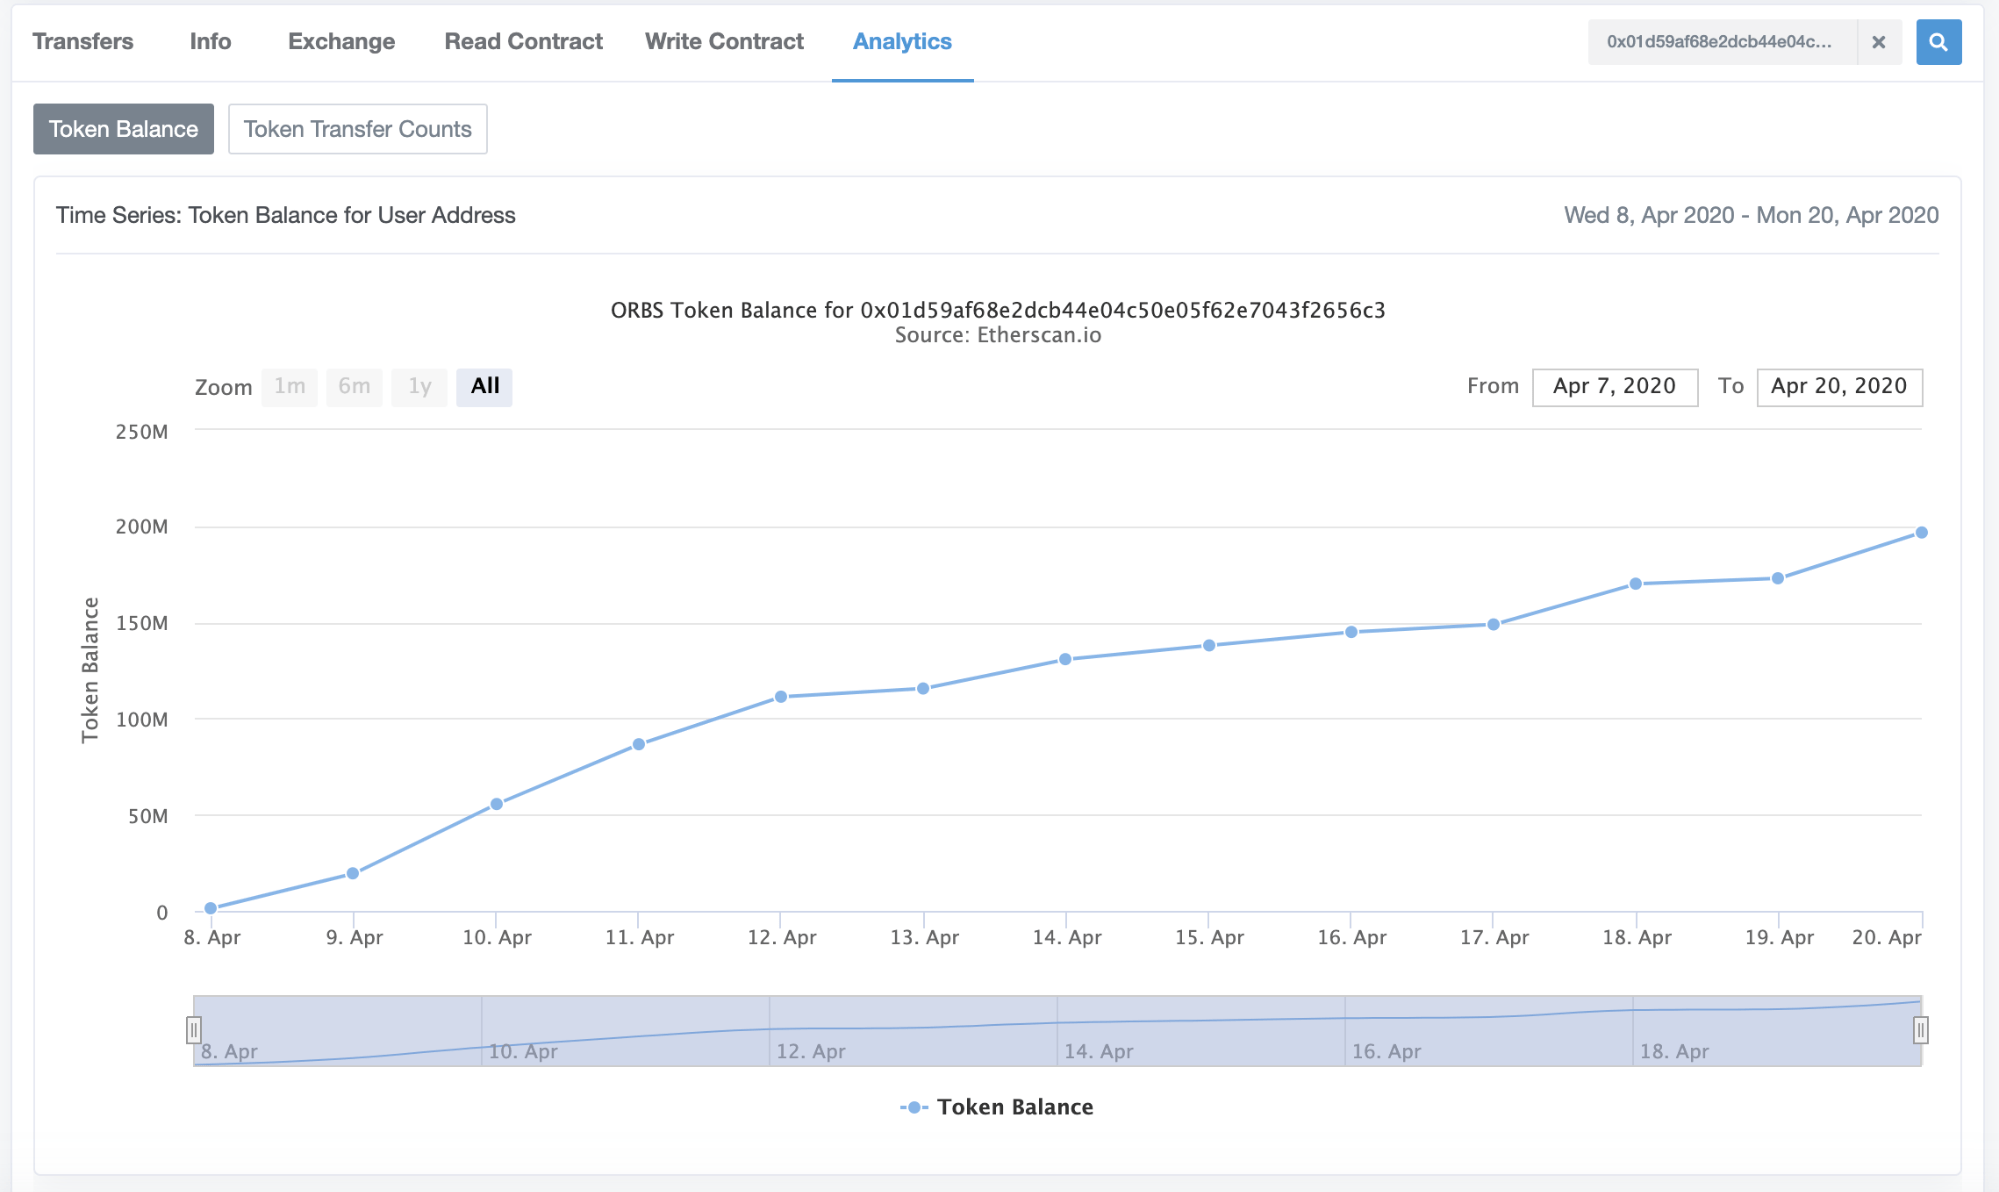 Transfers Info Exchange Read Contract Write Contract Analytics 0x01d59af68e2dcb44e04c...
Token Balance Token Transfer Counts
Time Series: Token Balance for User Address Wed 8, Apr 2020 - Mon 20, Apr 2020
ORBS Token Balance for 0x01d59af68e2dcb44e04c50e05f62e7043f2656c3
Source: Etherscan.io
Zoom 1m 6m 1y All From Apr 7, 2020 To Apr 20, 2020
250M
200M
150M
100M
50M
0
Token Balance
8. Apr 9. Apr 10. Apr 11. Apr 12. Apr 13. Apr 14. Apr 15. Apr 16. Apr 17. Apr 18. Apr 19. Apr 20. Apr
8. Apr 10. Apr 12. Apr 14. Apr 16. Apr 18. Apr
Token Balance